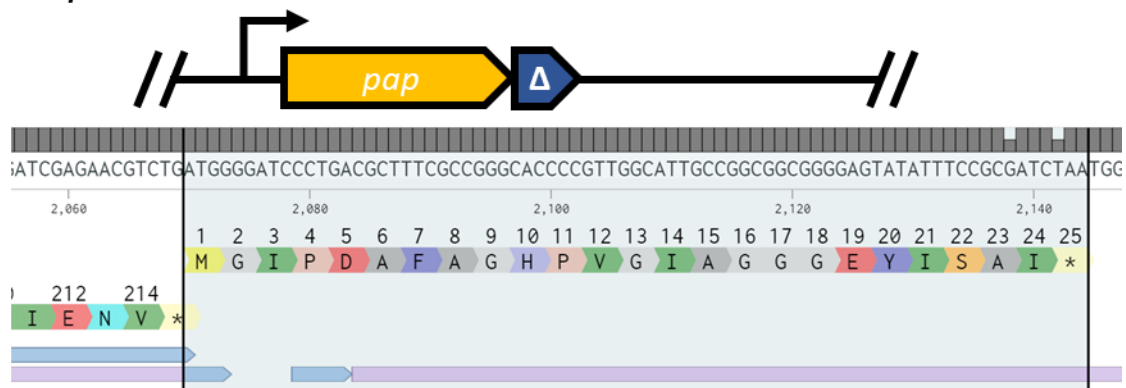 pap
Δ
GATCGAGAACGTCTGATGGGGATCCCTGACGCTTTCGCCGGGCACCCCGTTGGCATTGCCGGCGGCGGGGAGTATATTTCCGCGATCTAATGG
2,060 2,080 2,100 2,120 2,140
1 2 3 4 5 6 7 8 9 10 11 12 13 14 15 16 17 18 19 20 21 22 23 24 25
M G I P D A F A G H P V G I A G G G E Y I S A I *
212 214
I E N V *